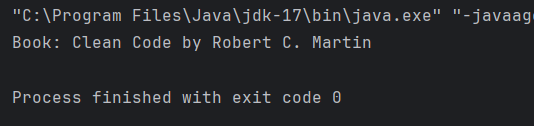 "C:\Program Files\Java\jdk-17\bin\java.exe" "-javaag
Book: Clean Code by Robert C. Martin
Process finished with exit code 0